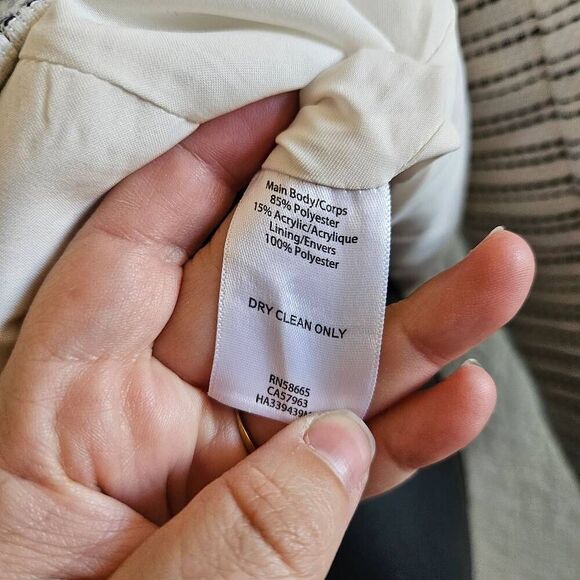 Main Body/Corps
85% Polyester
15% Acrylic/Acrylique
Lining/Envers
100% Polyester
DRY CLEAN ONLY
RN58665
CA57963